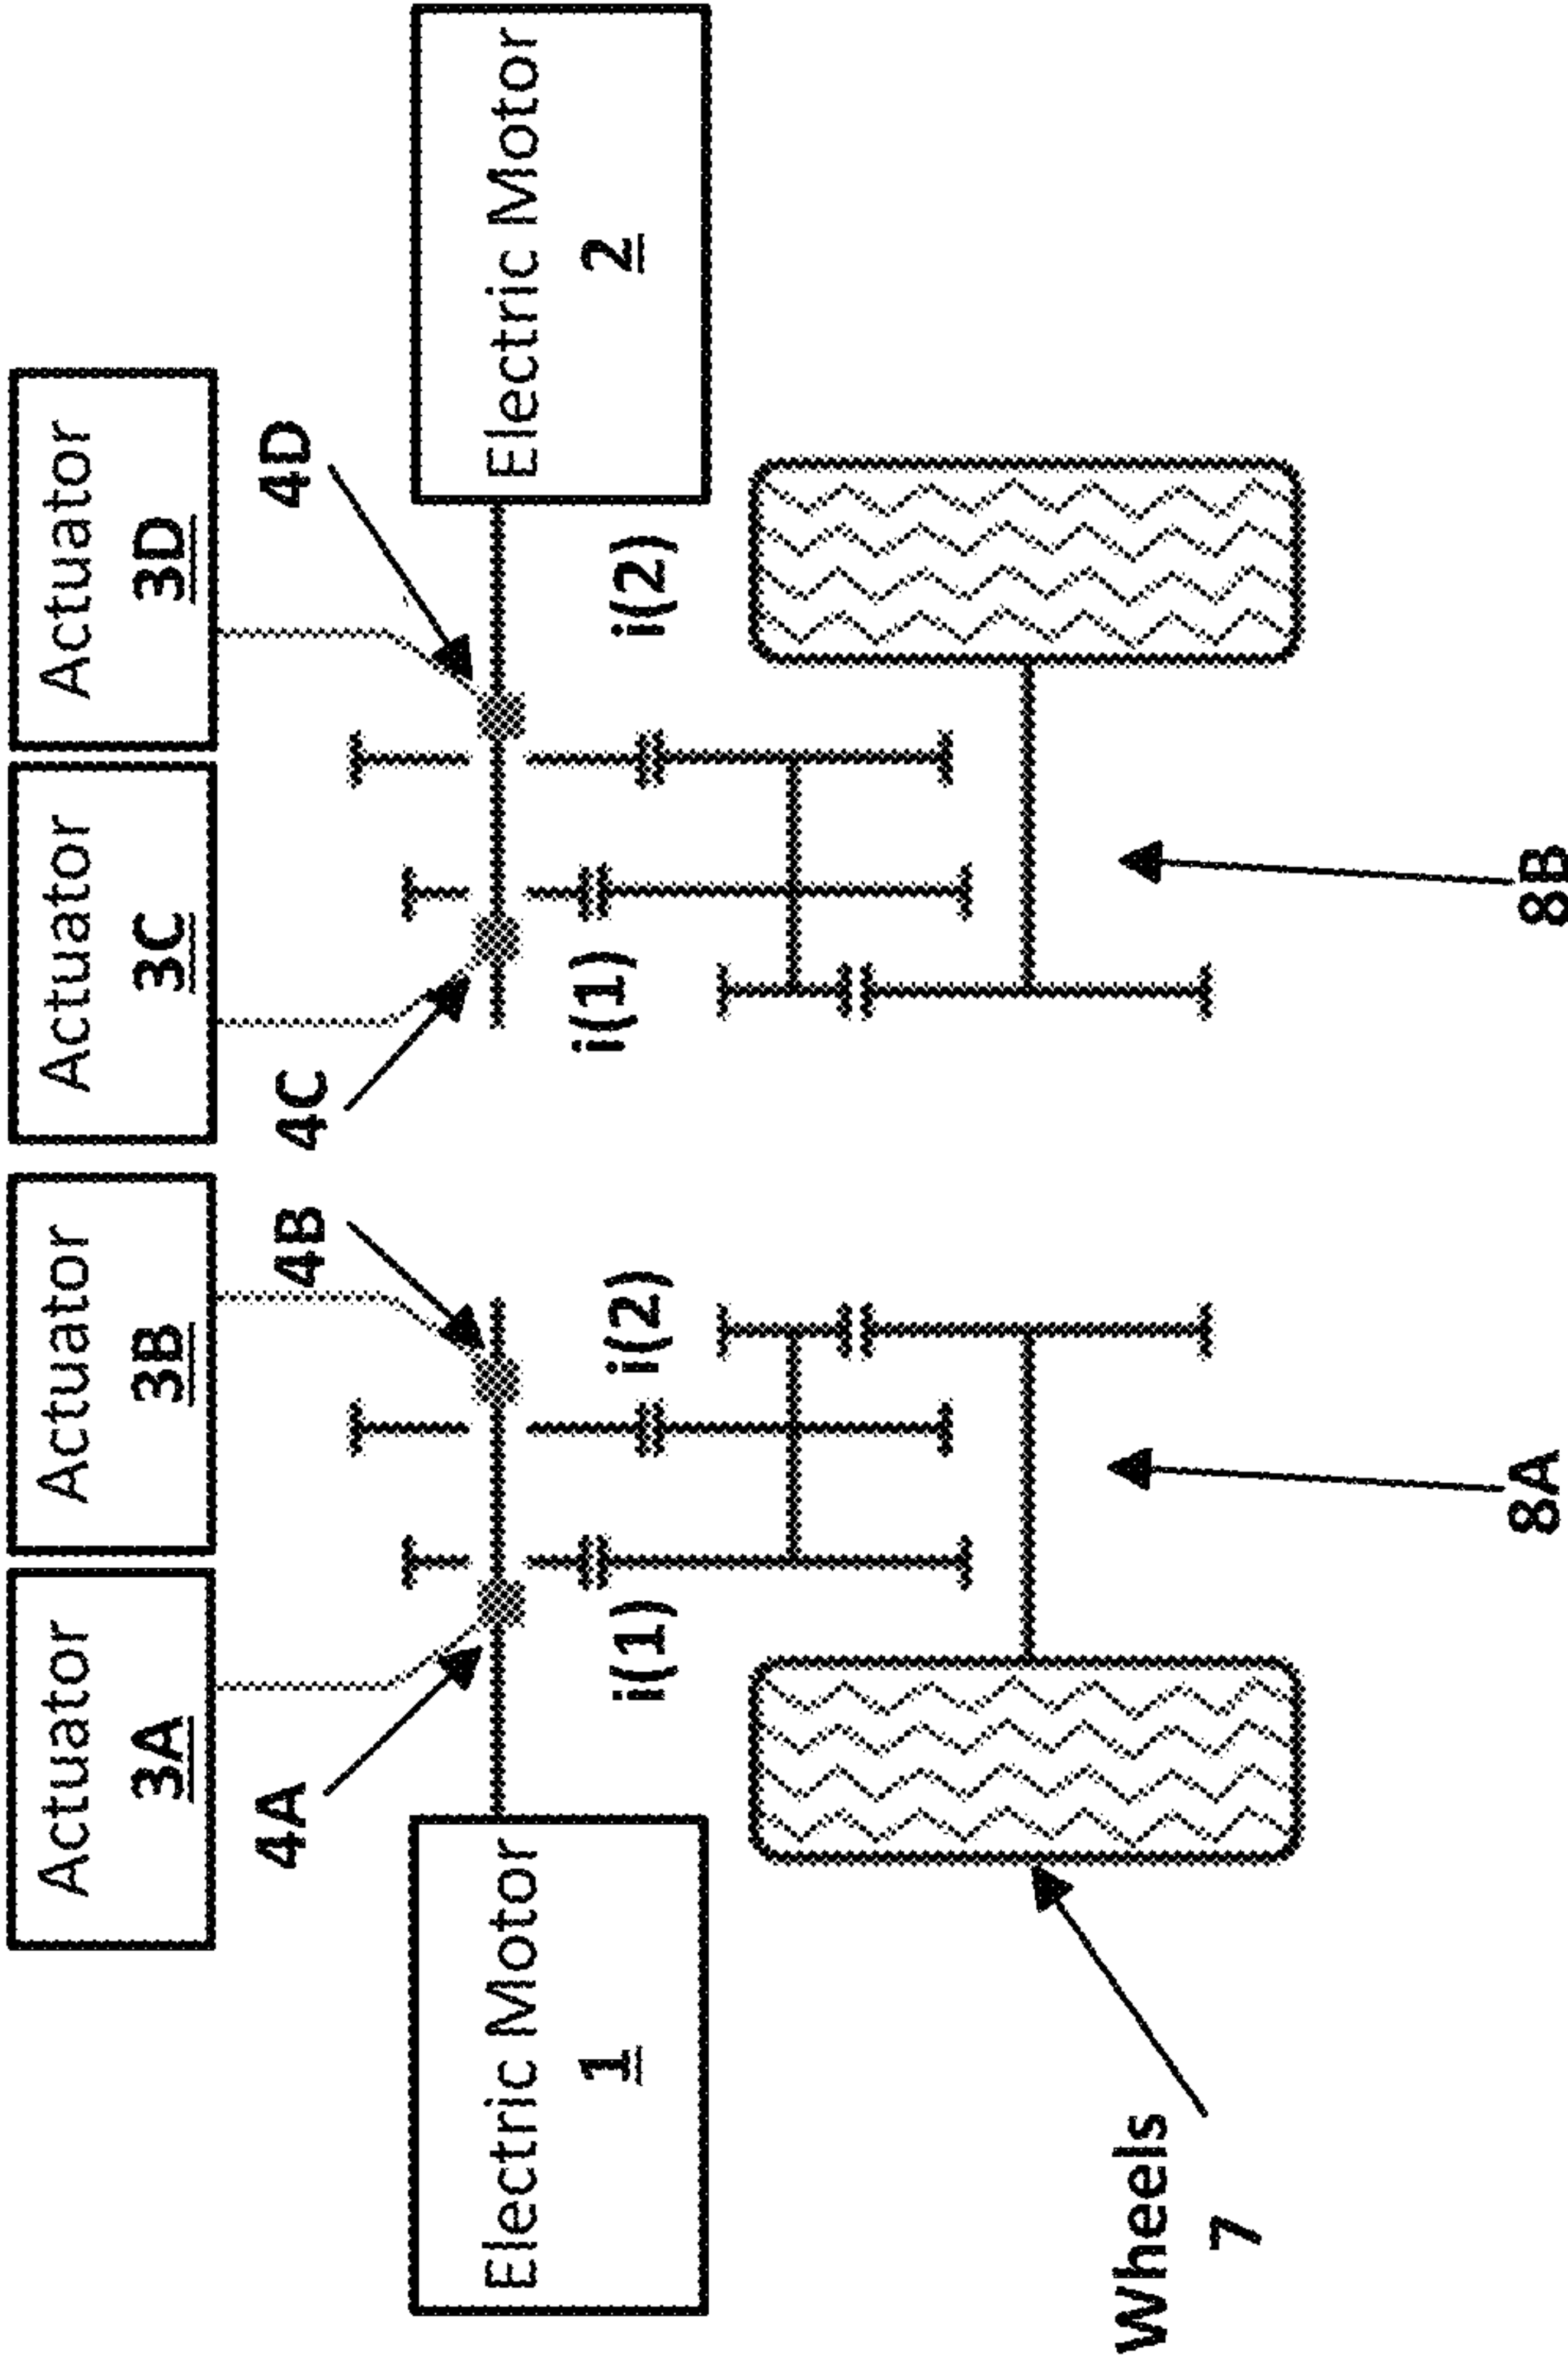 Actuator
3A
Actuator
3B
Actuator
3C
Actuator
3D
4A
4B
4C
4D
Electric Motor
1
Electric Motor
2
i(1)
i(2)
i(1)
i(2)
Wheels
7
8A
8B